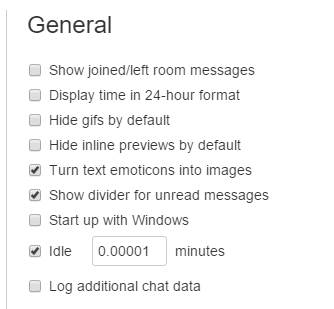 General
Show joined/left room messages
Display time in 24-hour format
Hide gifs by default
Hide inline previews by default
Turn text emoticons into images
Show divider for unread messages
Start up with Windows
Idle 0.00001 minutes
Log additional chat data